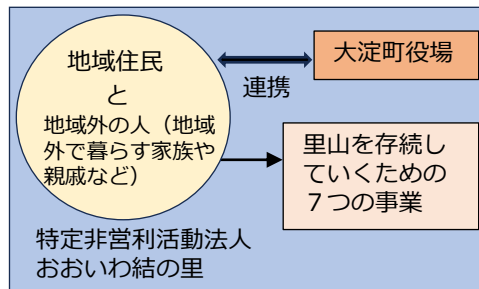 地域住民
と
地域外の人（地域
外で暮らす家族や
親戚など）
大淀町役場
連携
里山を存続し
ていくための
７つの事業
特定非営利活動法人
おおいわ結の里